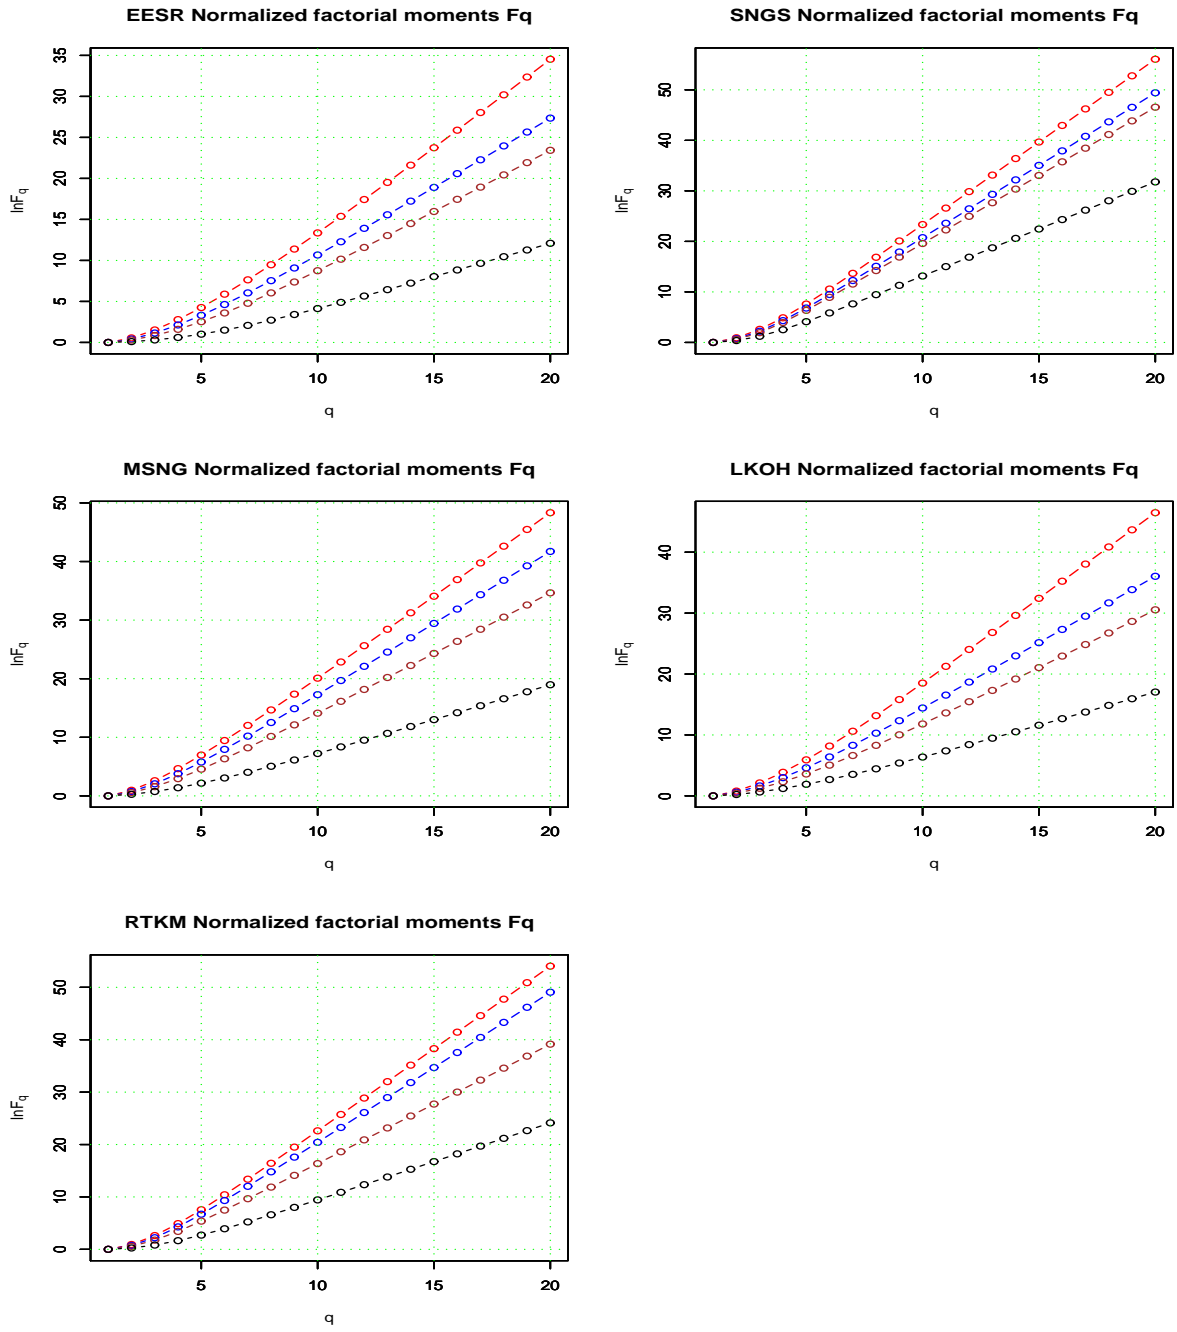 EESR Normalized factorial moments Fq
lnFq
35
30
25
20
15
10
5
0
5 10 15 20
q
SNGS Normalized factorial moments Fq
lnFq
50
40
30
20
10
0
5 10 15 20
q
MSNG Normalized factorial moments Fq
lnFq
50
40
30
20
10
0
5 10 15 20
q
LKOH Normalized factorial moments Fq
lnFq
40
30
20
10
0
5 10 15 20
q
RTKM Normalized factorial moments Fq
lnFq
50
40
30
20
10
0
5 10 15 20
q